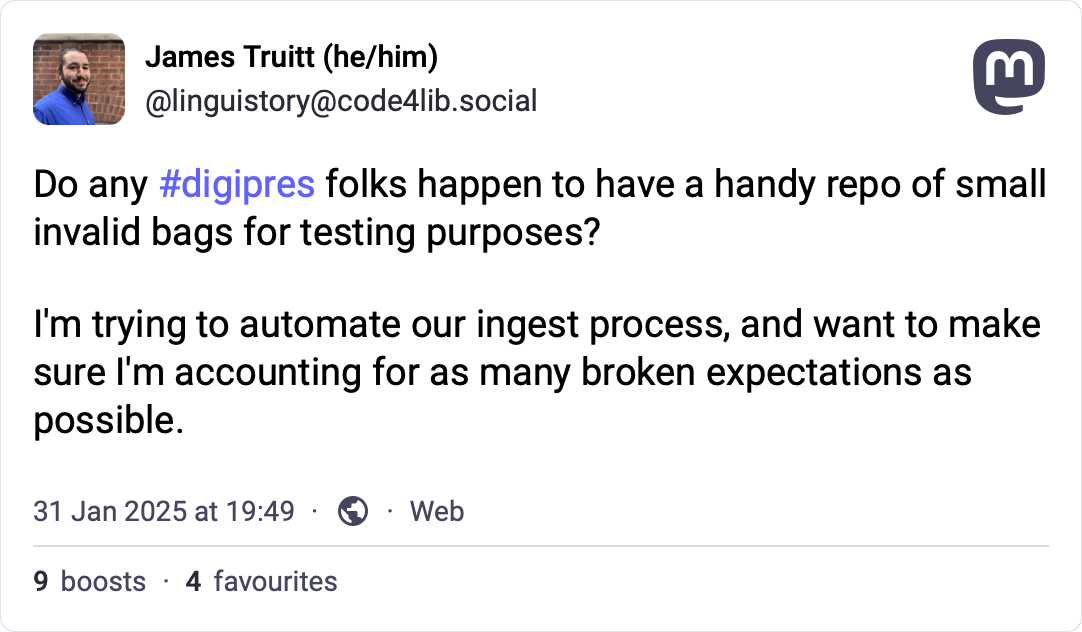 James Truitt (he/him)
@linguistory@code4lib.social
Do any #digipres folks happen to have a handy repo of small
invalid bags for testing purposes?
I'm trying to automate our ingest process, and want to make
sure I'm accounting for as many broken expectations as
possible.
31 Jan 2025 at 19:49 · · Web
9 boosts · 4 favourites